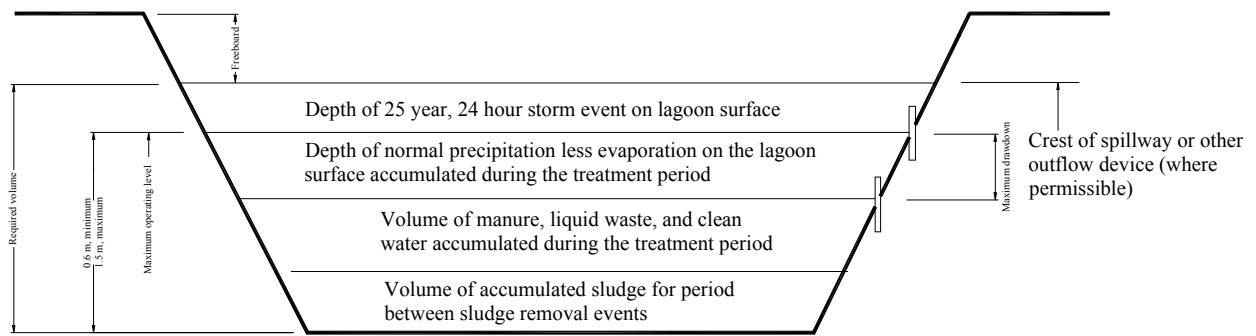 Freeboard
Depth of 25 year, 24 hour storm event on lagoon surface
Depth of normal precipitation less evaporation on the lagoon
surface accumulated during the treatment period
Volume of manure, liquid waste, and clean
water accumulated during the treatment period
Volume of accumulated sludge for period
between sludge removal events
Required volume
0.6 m, minimum
1.5 m, maximum
Maximum operating level
Maximum drawdown
Crest of spillway or other
outflow device (where
permissible)